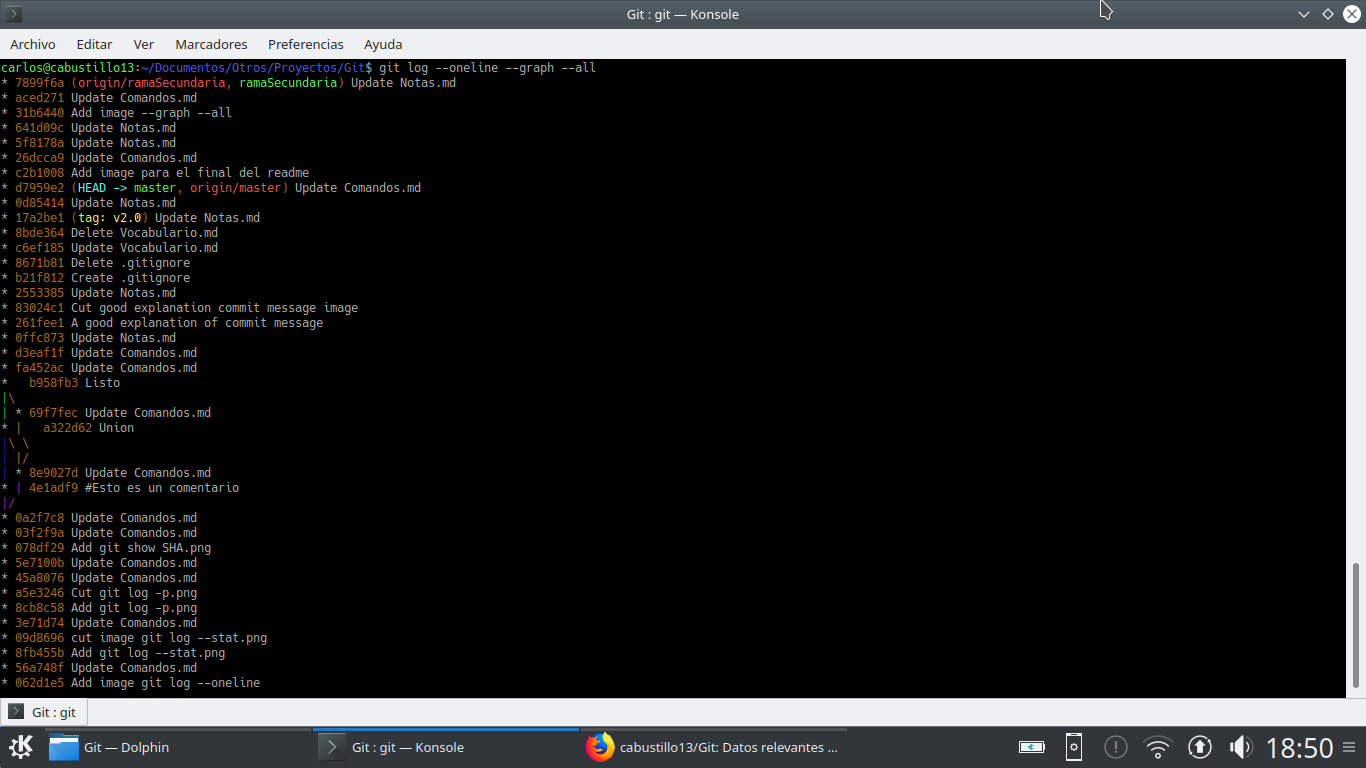 Git : git — Konsole
Archivo Editar Ver Marcadores Preferencias Ayuda
carlos@cabustillo13:~/Documentos/Otros/Proyectos/Git$ git log --oneline --graph --all
* 7899f6a (origin/ramaSecundaria, ramaSecundaria) Update Notas.md
* aced271 Update Comandos.md
* 31b6440 Add image --graph --all
* 641d09c Update Notas.md
* 5f8178a Update Notas.md
* 26dcca9 Update Comandos.md
* c2b1008 Add image para el final del readme
* d7959e2 (HEAD -> master, origin/master) Update Comandos.md
* 0d85414 Update Notas.md
* 17a2be1 (tag: v2.0) Update Notas.md
* 8bde364 Delete Vocabulario.md
* c6ef185 Update Vocabulario.md
* 8671b81 Delete .gitignore
* b21f812 Create .gitignore
* 2553385 Update Notas.md
* 83024c1 Cut good explanation commit message image
* 261fee1 A good explanation of commit message
* 0ffc873 Update Notas.md
* d3eaf1f Update Comandos.md
* fa452ac Update Comandos.md
*   b958fb3 Listo
|\
| * 69f7fec Update Comandos.md
* |   a322d62 Union
|\ \
| |/
| * 8e9027d Update Comandos.md
* | 4e1adf9 #Esto es un comentario
|/
* 0a2f7c8 Update Comandos.md
* 03f2f9a Update Comandos.md
* 078df29 Add git show SHA.png
* 5e7100b Update Comandos.md
* 45a8076 Update Comandos.md
* a5e3246 Cut git log -p.png
* 8cb8c58 Add git log -p.png
* 3e71d74 Update Comandos.md
* 09d8696 cut image git log --stat.png
* 8fb455b Add git log --stat.png
* 56a748f Update Comandos.md
* 062d1e5 Add image git log --oneline
Git : git
Git — Dolphin Git : git — Konsole cabustillo13/Git: Datos relevantes ... 18:50